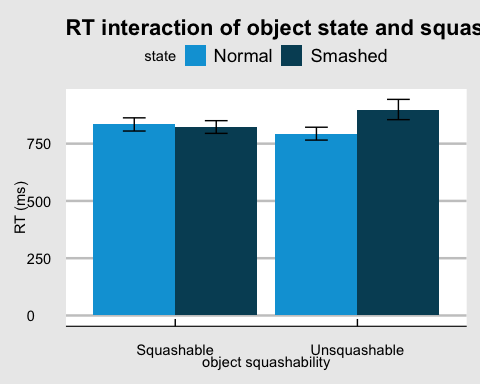 RT interaction of object state and squas
state Normal Smashed
RT (ms)
750
500
250
0
Squashable Unsquashable
object squashability